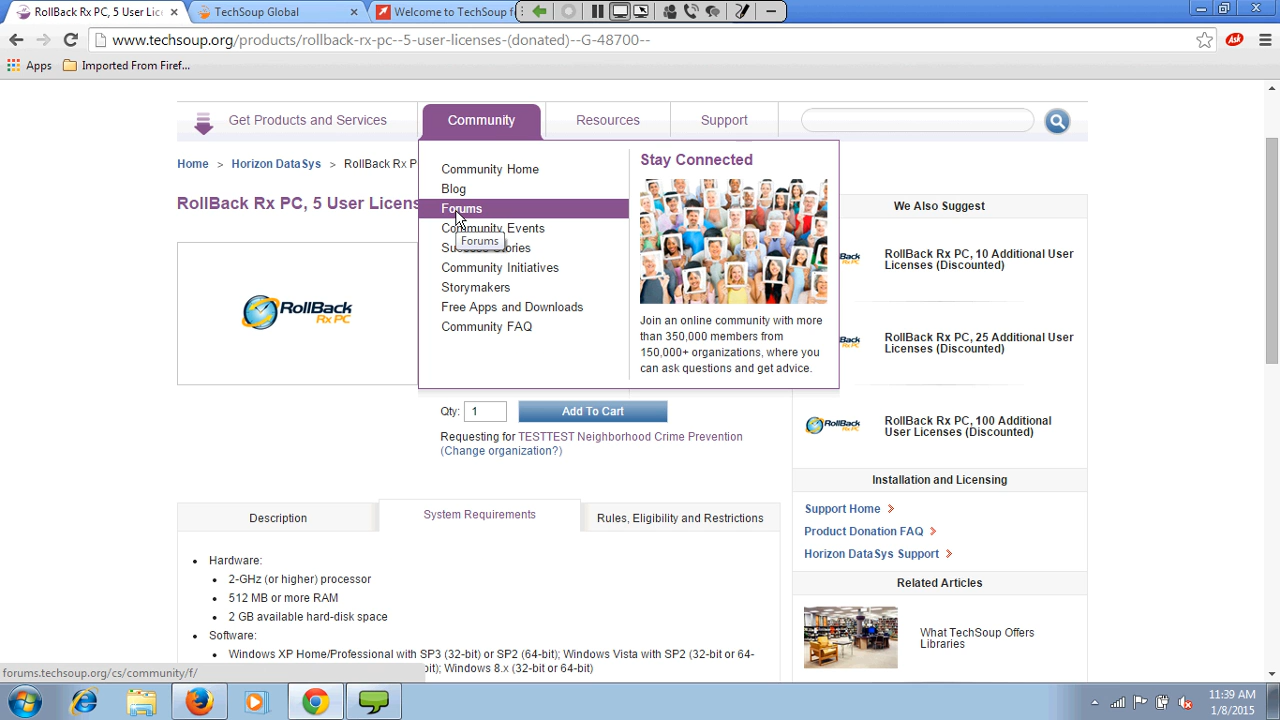 RollBack Rx PC, 5 User Lic
TechSoup Global
Welcome to TechSoup f
www.techsoup.org/products/rollback-rx-pc--5-user-licenses-(donated)--G-48700--
Ask
Apps
Imported From Firef...
Get Products and Services
Community
Resources
Support
Home > Horizon DataSys > RollBack Rx P
Community Home
Blog
Forums
Community Events
Forums
Stories
Community Initiatives
Storymakers
Free Apps and Downloads
Community FAQ
Stay Connected
Join an online community with more
than 350,000 members from
150,000+ organizations, where you
can ask questions and get advice.
RollBack Rx PC, 5 User Licens
RollBack
Rx PC
Qty: 1
Add To Cart
Requesting for TESTTEST Neighborhood Crime Prevention
(Change organization?)
We Also Suggest
Back
RollBack Rx PC, 10 Additional User
Licenses (Discounted)
Back
RollBack Rx PC, 25 Additional User
Licenses (Discounted)
RollBack
RollBack Rx PC, 100 Additional
User Licenses (Discounted)
Installation and Licensing
Support Home
Product Donation FAQ
Horizon DataSys Support
Related Articles
What TechSoup Offers
Libraries
Description
System Requirements
Rules, Eligibility and Restrictions
Hardware:
2-GHz (or higher) processor
512 MB or more RAM
2 GB available hard-disk space
Software:
Windows XP Home/Professional with SP3 (32-bit) or SP2 (64-bit); Windows Vista with SP2 (32-bit or 64-
bit); Windows 8.x (32-bit or 64-bit)
forums.techsoup.org/cs/community/f/
11:39 AM
1/8/2015